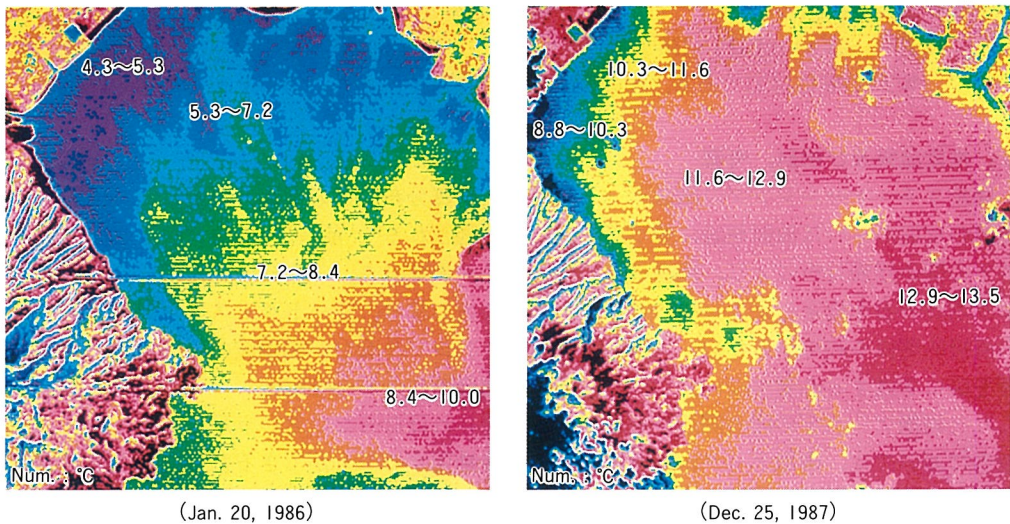 4.3～5.3
5.3～7.2
7.2～8.4
8.4～10.0
Num. : °C
(Jan. 20, 1986)
10.3～11.6
8.8～10.3
11.6～12.9
12.9～13.5
Num. : °C
(Dec. 25, 1987)